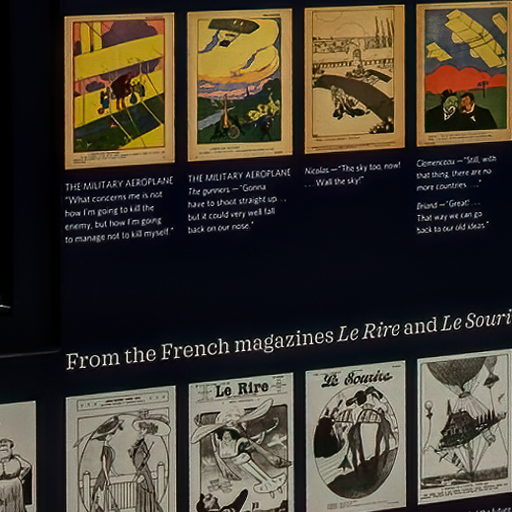 THE MILITARY AEROPLANE
"What concerns me is not
how I'm going to kill the
enemy, but how I'm going
to manage not to kill myself."
THE MILITARY AEROPLANE
The gunners — "Gonna
have to shoot straight up . . .
but it could very well fall
back on our nose."
Nicolas — "The sky too, now!
. . . Wall the sky!"
Clemenceau — "Still, with
that thing, there are no
more countries . . ."
Briand — "Great! . . .
That way we can go
back to our old ideas."
From the French magazines Le Rire and Le Souri
Le Rire
Le Sourire